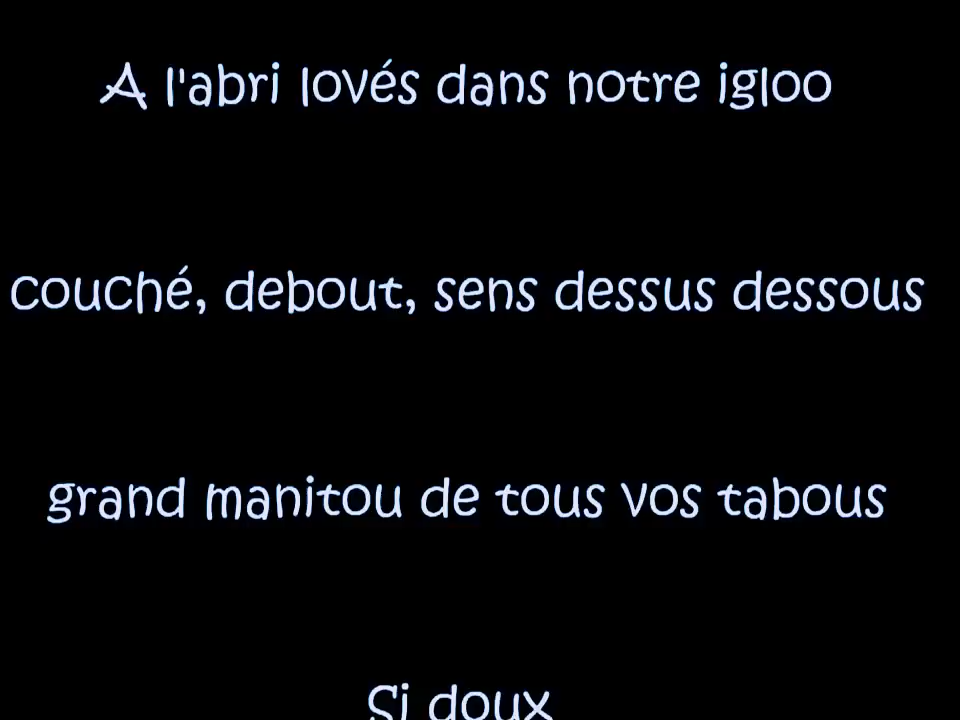 A l'abri lovés dans notre igloo
couché, debout, sens dessus dessous
grand manitou de tous vos tabous
Si doux